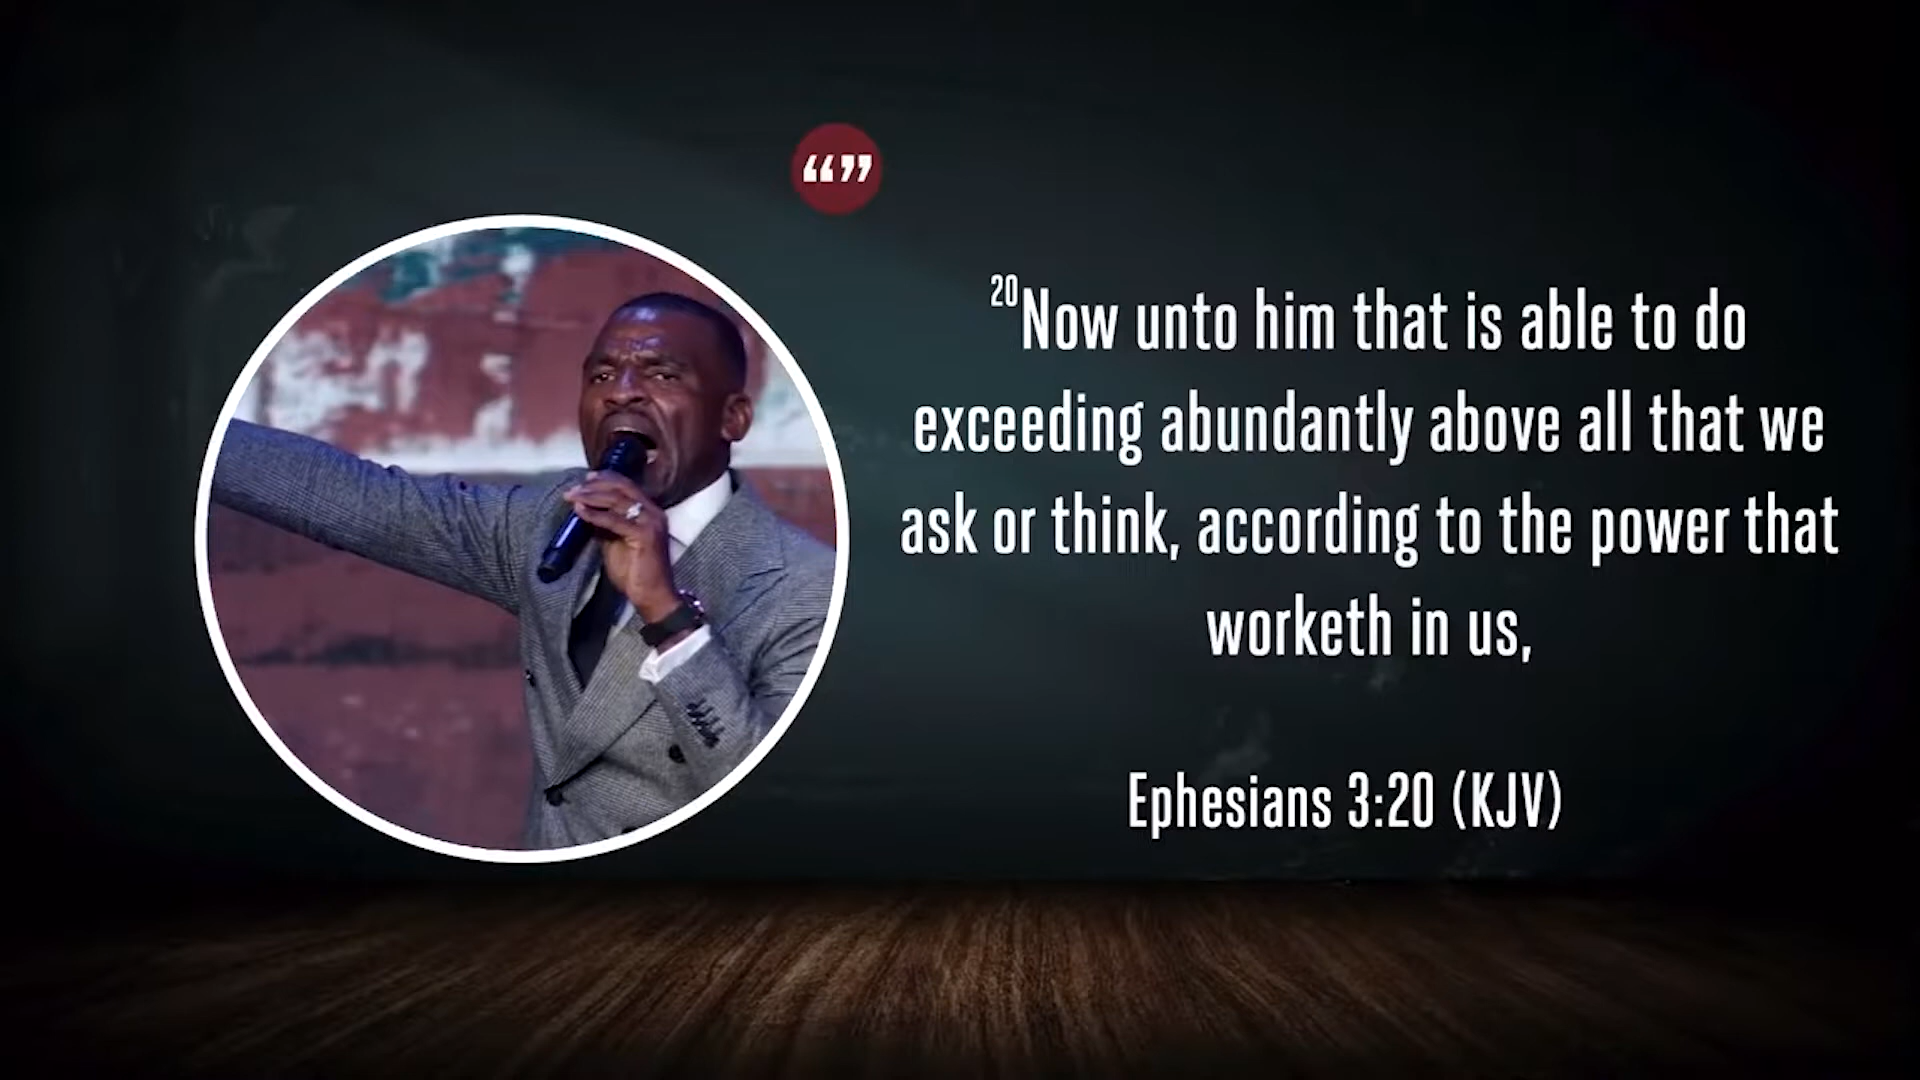 “”
20Now unto him that is able to do
exceeding abundantly above all that we
ask or think, according to the power that
worketh in us,
Ephesians 3:20 (KJV)